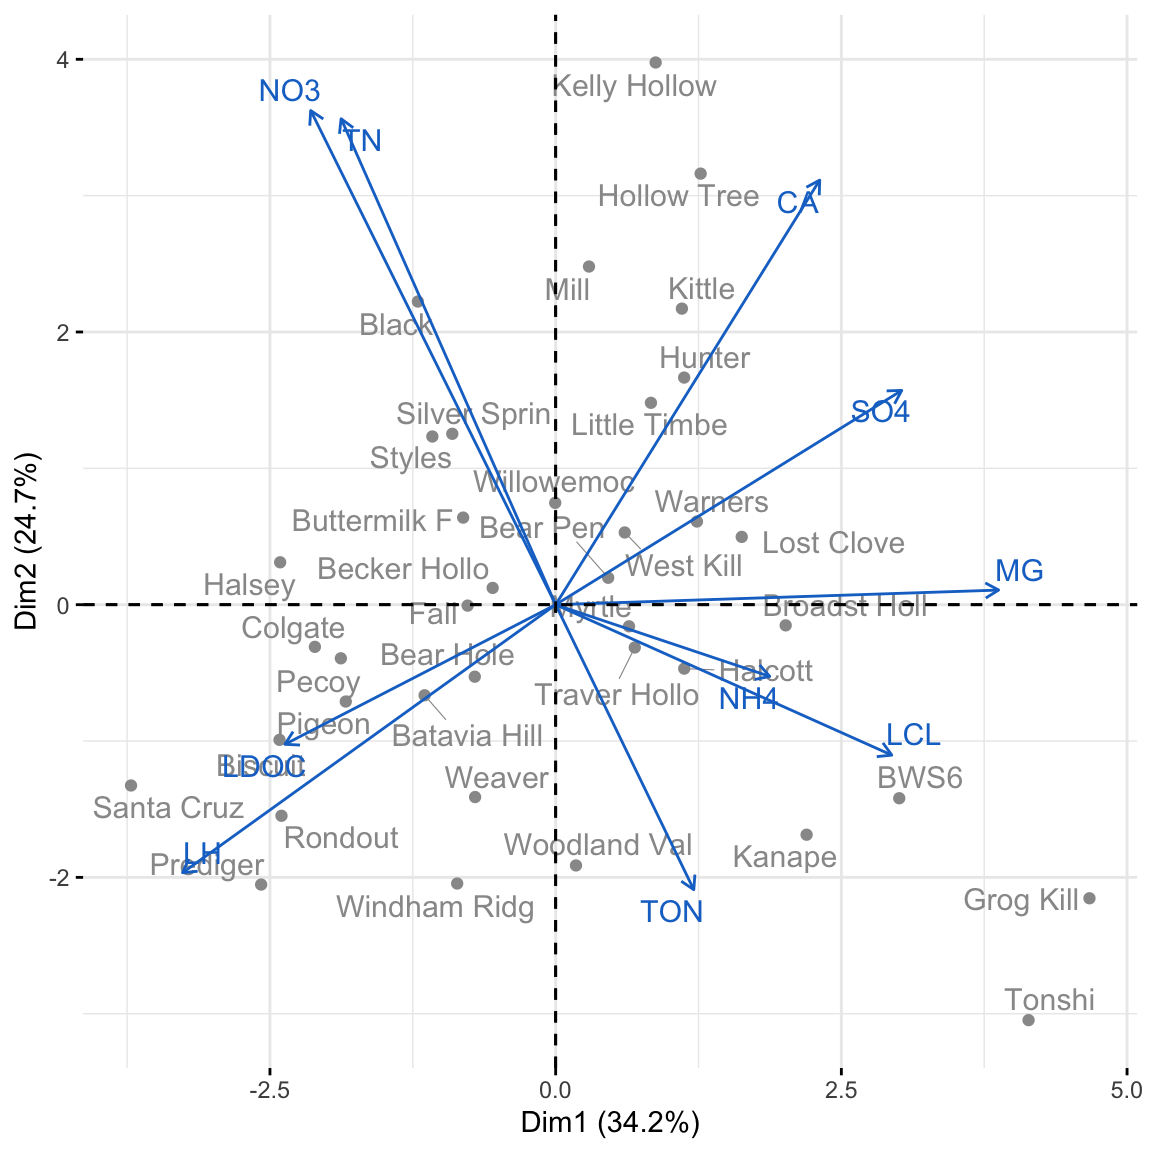 4
NO3
Kelly Hollow
TN
Hollow Tree
CA
Mill
Kittle
2
Black
Hunter
SO4
Silver Sprin
Little Timbe
Styles
Willowemoc
Warners
Buttermilk F
Bear Pen
Lost Clove
West Kill
Becker Hollo
MG
Halsey
0
Myrtle
Broadst Holl
Fall
Colgate
Bear Hole
Halcott
Pecoy
Traver Hollo
NH4
Pigeon
Batavia Hill
LCL
Biscuit
LDOC
Weaver
BWS6
Santa Cruz
Rondout
Woodland Val
Kanape
LH
Prediger
-2
Windham Ridg
TON
Grog Kill
Tonshi
-2.5
0.0
2.5
5.0
Dim1 (34.2%)
Dim2 (24.7%)